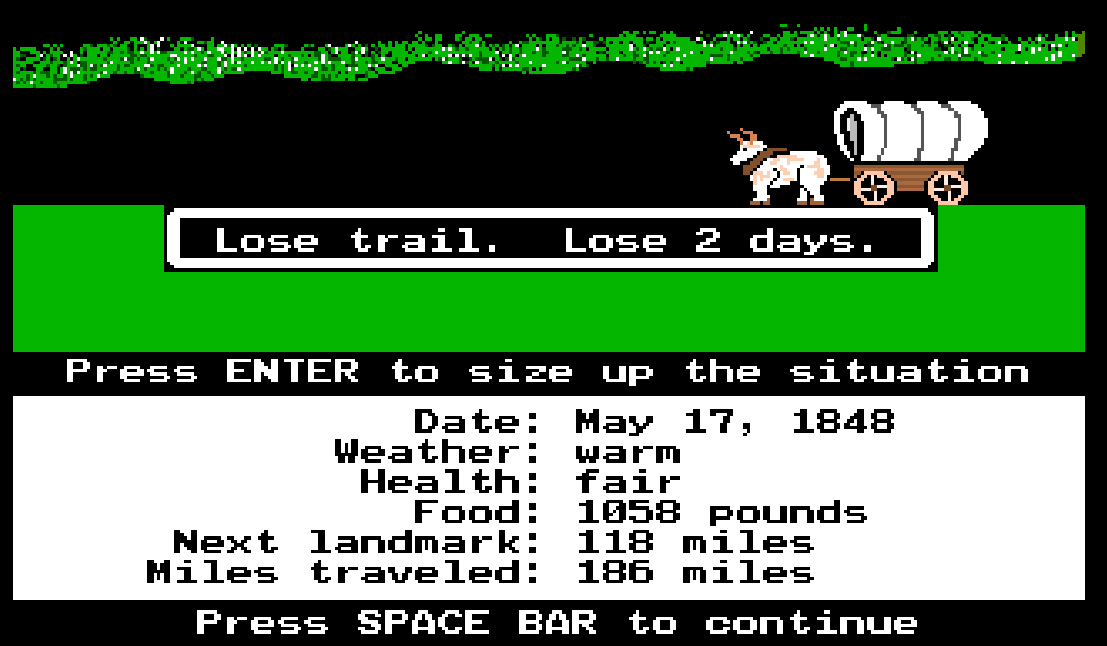 Lose trail.  Lose 2 days.
Press ENTER to size up the situation
Date: May 17, 1848
Weather: warm
Health: fair
Food: 1058 pounds
Next landmark: 118 miles
Miles traveled: 186 miles
Press SPACE BAR to continue